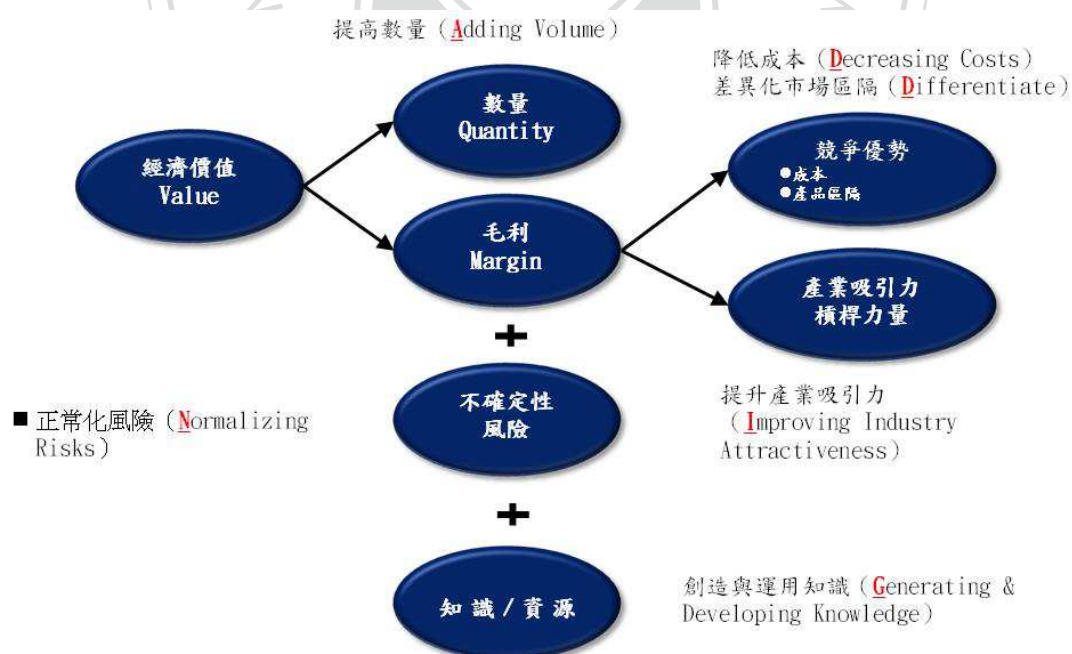 提高數量（Adding Volume）
降低成本（Decreasing Costs）
差異化市場區隔（Differentiate）
數量
Quantity
經濟價值
Value
競爭優勢
●成本
●產品區隔
毛利
Margin
產業吸引力
槓桿力量
+
不確定性
風險
■ 正常化風險（Normalizing
Risks）
提升產業吸引力
（Improving Industry
Attractiveness）
+
知識/資源
創造與運用知識（Generating &
Developing Knowledge）